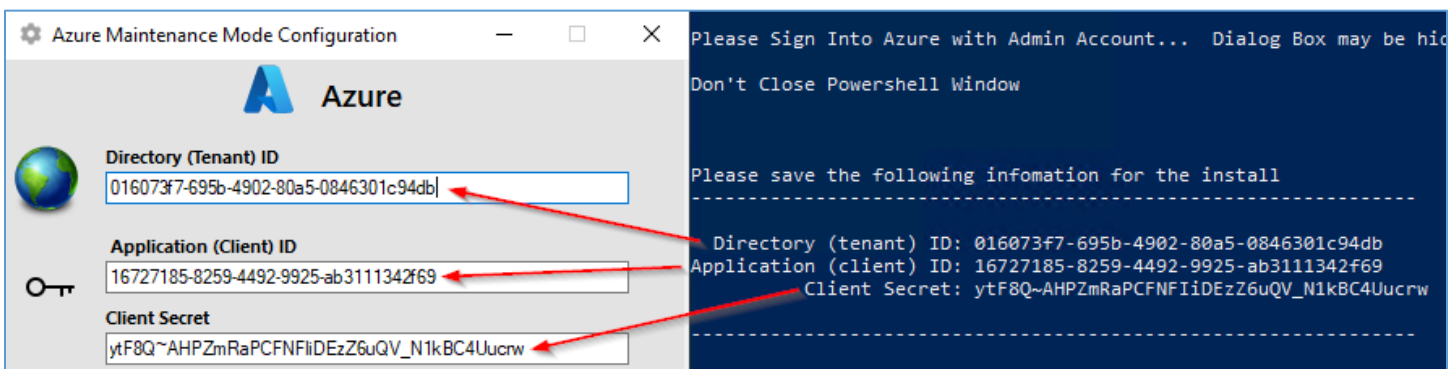 Azure Maintenance Mode Configuration
Azure
Directory (Tenant) ID
016073f7-695b-4902-80a5-0846301c94db
Application (Client) ID
16727185-8259-4492-9925-ab3111342f69
Client Secret
ytF8Q~AHPZmRaPCFNFIiDEzZ6uQV_N1kBC4Uucrw
Please Sign Into Azure with Admin Account... Dialog Box may be hid
Don't Close Powershell Window
Please save the following infomation for the install
-----------------------------------------------------------------
Directory (tenant) ID: 016073f7-695b-4902-80a5-0846301c94db
Application (client) ID: 16727185-8259-4492-9925-ab3111342f69
Client Secret: ytF8Q~AHPZmRaPCFNFIiDEzZ6uQV_N1kBC4Uucrw
-----------------------------------------------------------------